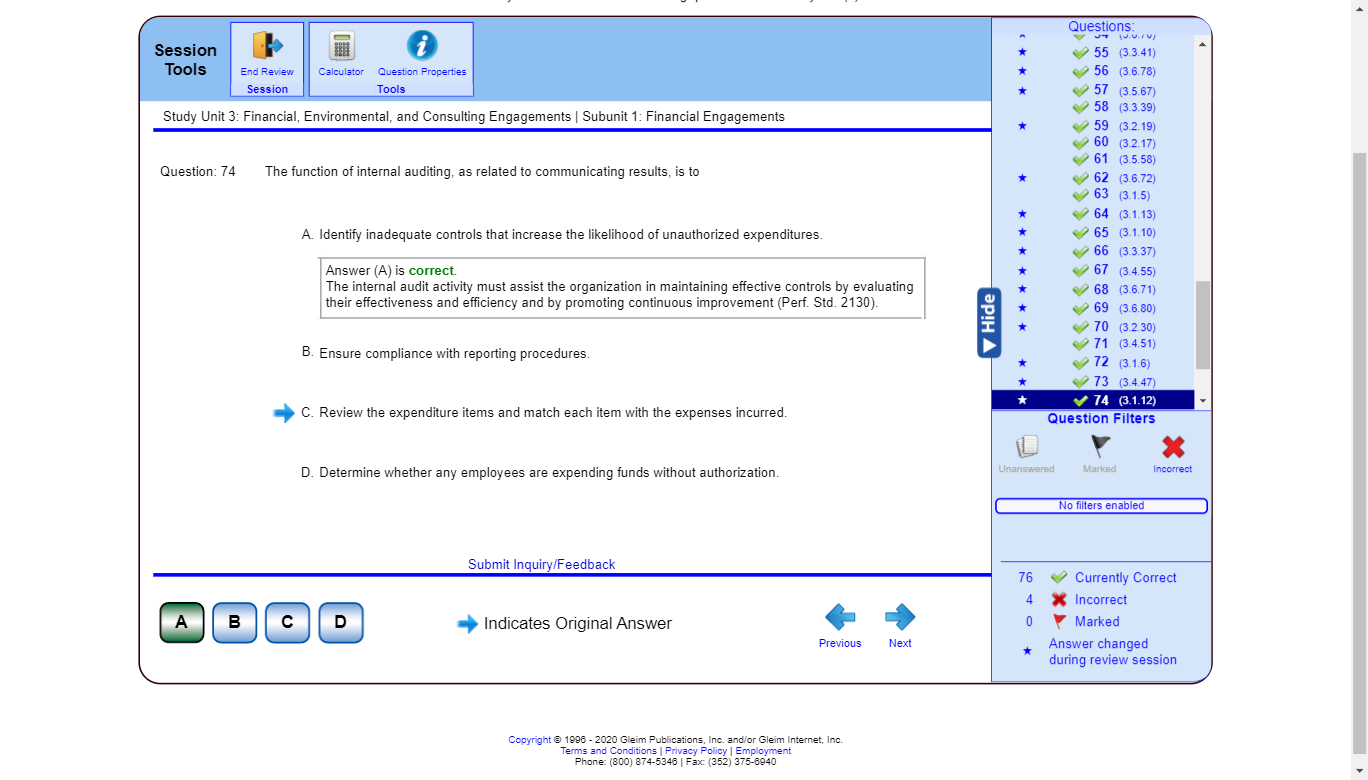 Session Tools
End Review
Session
Calculator
Question Properties
Tools
Study Unit 3: Financial, Environmental, and Consulting Engagements | Subunit 1: Financial Engagements
Question: 74 The function of internal auditing, as related to communicating results, is to
A. Identify inadequate controls that increase the likelihood of unauthorized expenditures.
Answer (A) is correct.
The internal audit activity must assist the organization in maintaining effective controls by evaluating
their effectiveness and efficiency and by promoting continuous improvement (Perf. Std. 2130).
B. Ensure compliance with reporting procedures.
C. Review the expenditure items and match each item with the expenses incurred.
D. Determine whether any employees are expending funds without authorization.
Submit Inquiry/Feedback
A B C D
Indicates Original Answer
Previous
Next
Questions:
55 (3.3.41)
56 (3.6.78)
57 (3.5.67)
58 (3.3.39)
59 (3.2.19)
60 (3.2.17)
61 (3.5.58)
62 (3.6.72)
63 (3.1.5)
64 (3.1.13)
65 (3.1.10)
66 (3.3.37)
67 (3.4.55)
68 (3.6.71)
69 (3.6.80)
70 (3.2.30)
71 (3.4.51)
72 (3.1.6)
73 (3.4.47)
74 (3.1.12)
Hide
Question Filters
Unanswered
Marked
Incorrect
No filters enabled
76 Currently Correct
4 Incorrect
0 Marked
Answer changed
during review session
Copyright © 1996 - 2020 Gleim Publications, Inc. and/or Gleim Internet, Inc.
Terms and Conditions | Privacy Policy | Employment
Phone: (800) 874-5346 | Fax: (352) 375-6940